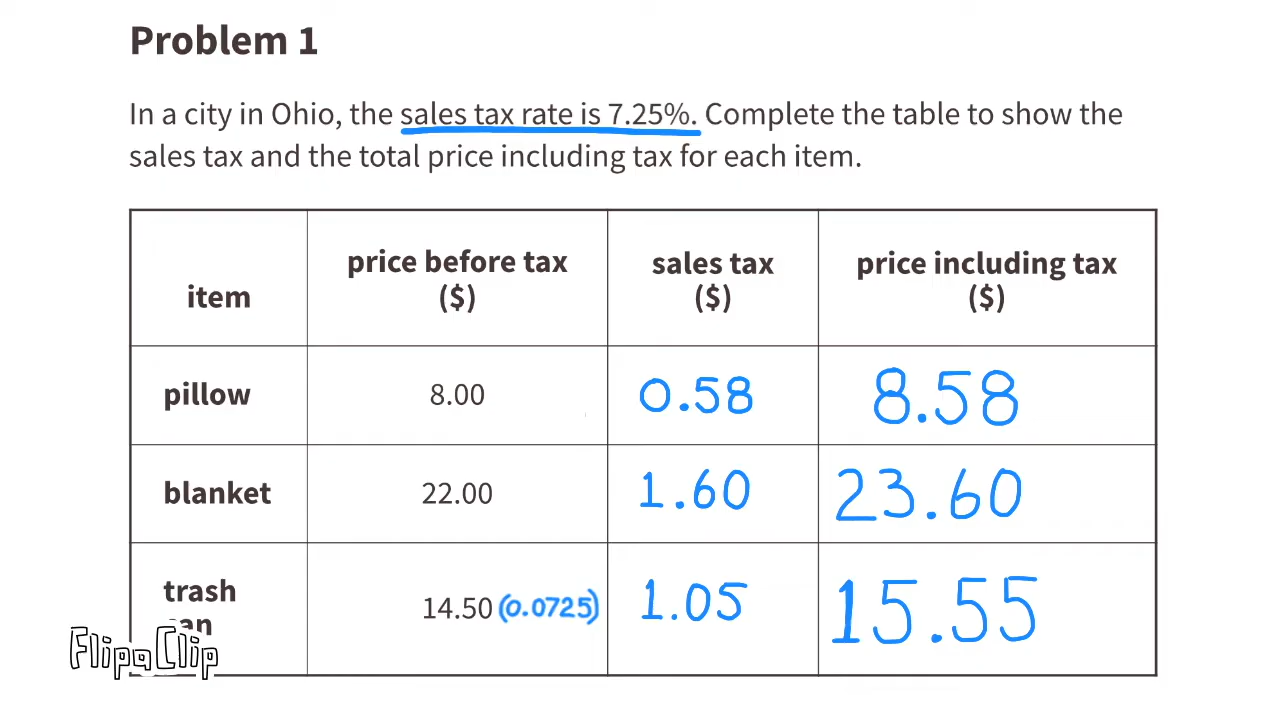 Problem 1
In a city in Ohio, the sales tax rate is 7.25%. Complete the table to show the
sales tax and the total price including tax for each item.
item
price before tax
($)
sales tax
($)
price including tax
($)
pillow 8.00 0.58 8.58
blanket 22.00 1.60 23.60
trash
14.50 (0.0725) 1.05 15.55
FlipaClip